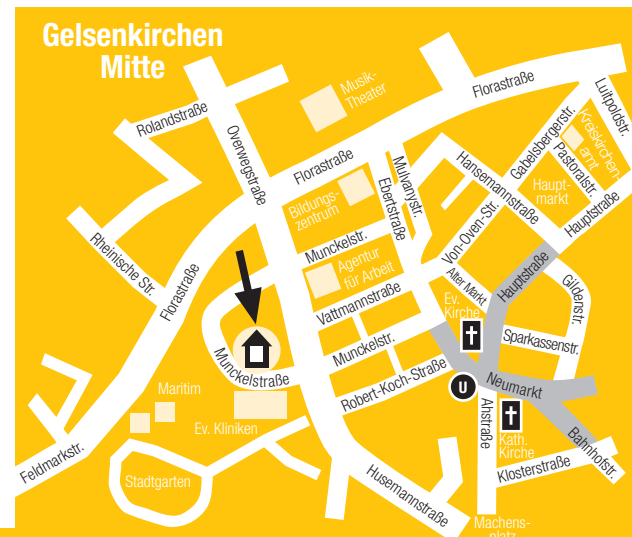 Gelsenkirchen
Mitte
Rolandstraße
Overwegstraße
Musik-
Theater
Florastraße
Luitpoldstr.
Kreiskirchen-
amt
Gabelsbergerstr.
Pastoralstr.
Haupt-
markt
Hauptstraße
Hansemannstraße
Mulvanystr.
Ebertstraße
Florastraße
Bildungs-
zentrum
Von-Oven-Str.
Munckelstr.
Agentur
für Arbeit
Vattmannstraße
Alter Markt
Hauptstraße
Gildenstr.
Rheinische Str.
Florastraße
Ev.
Kirche
Sparkassenstr.
Munckelstr.
Munckelstraße
Robert-Koch-Straße
U
Neumarkt
Maritim
Ev. Kliniken
Ahstraße
Kath.
Kirche
Bahnhofstr.
Klosterstraße
Feldmarkstr.
Stadtgarten
Husemannstraße
Machens-
platz